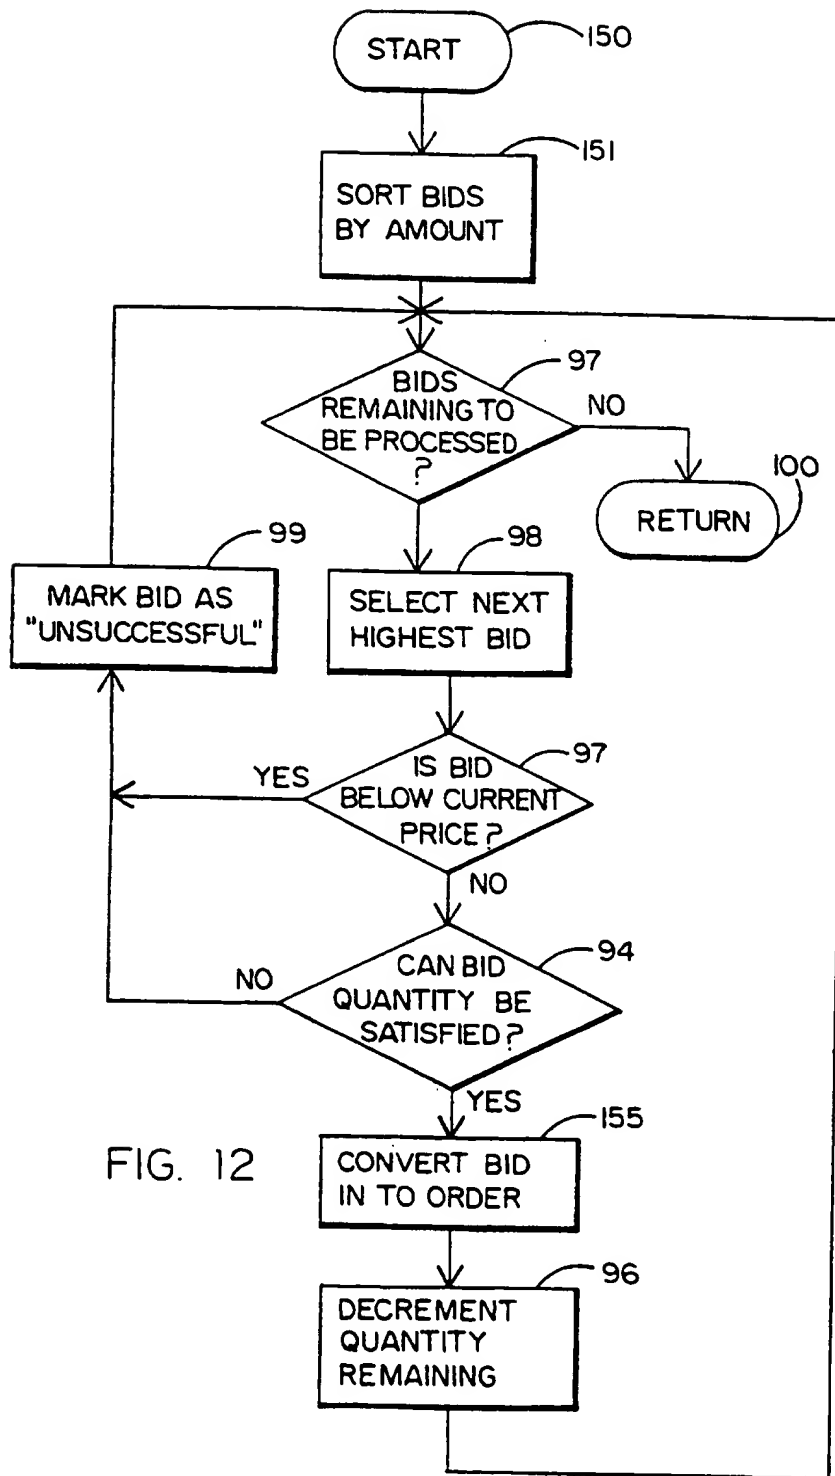 START
150
151
SORT BIDS
BY AMOUNT
97
BIDS
REMAINING TO
BE PROCESSED
?
NO
100
RETURN
99
MARK BID AS
"UNSUCCESSFUL"
98
SELECT NEXT
HIGHEST BID
97
YES
IS BID
BELOW CURRENT
PRICE?
NO
94
NO
CAN BID
QUANTITY BE
SATISFIED?
YES
155
FIG. 12
CONVERT BID
IN TO ORDER
96
DECREMENT
QUANTITY
REMAINING